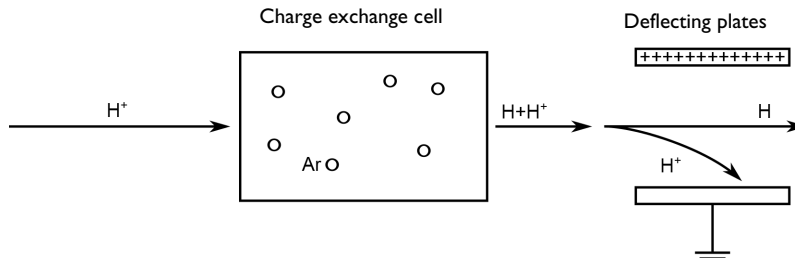 Charge exchange cell
Deflecting plates
+++++++++++++
H⁺
H+H⁺
H
H⁺
Ar